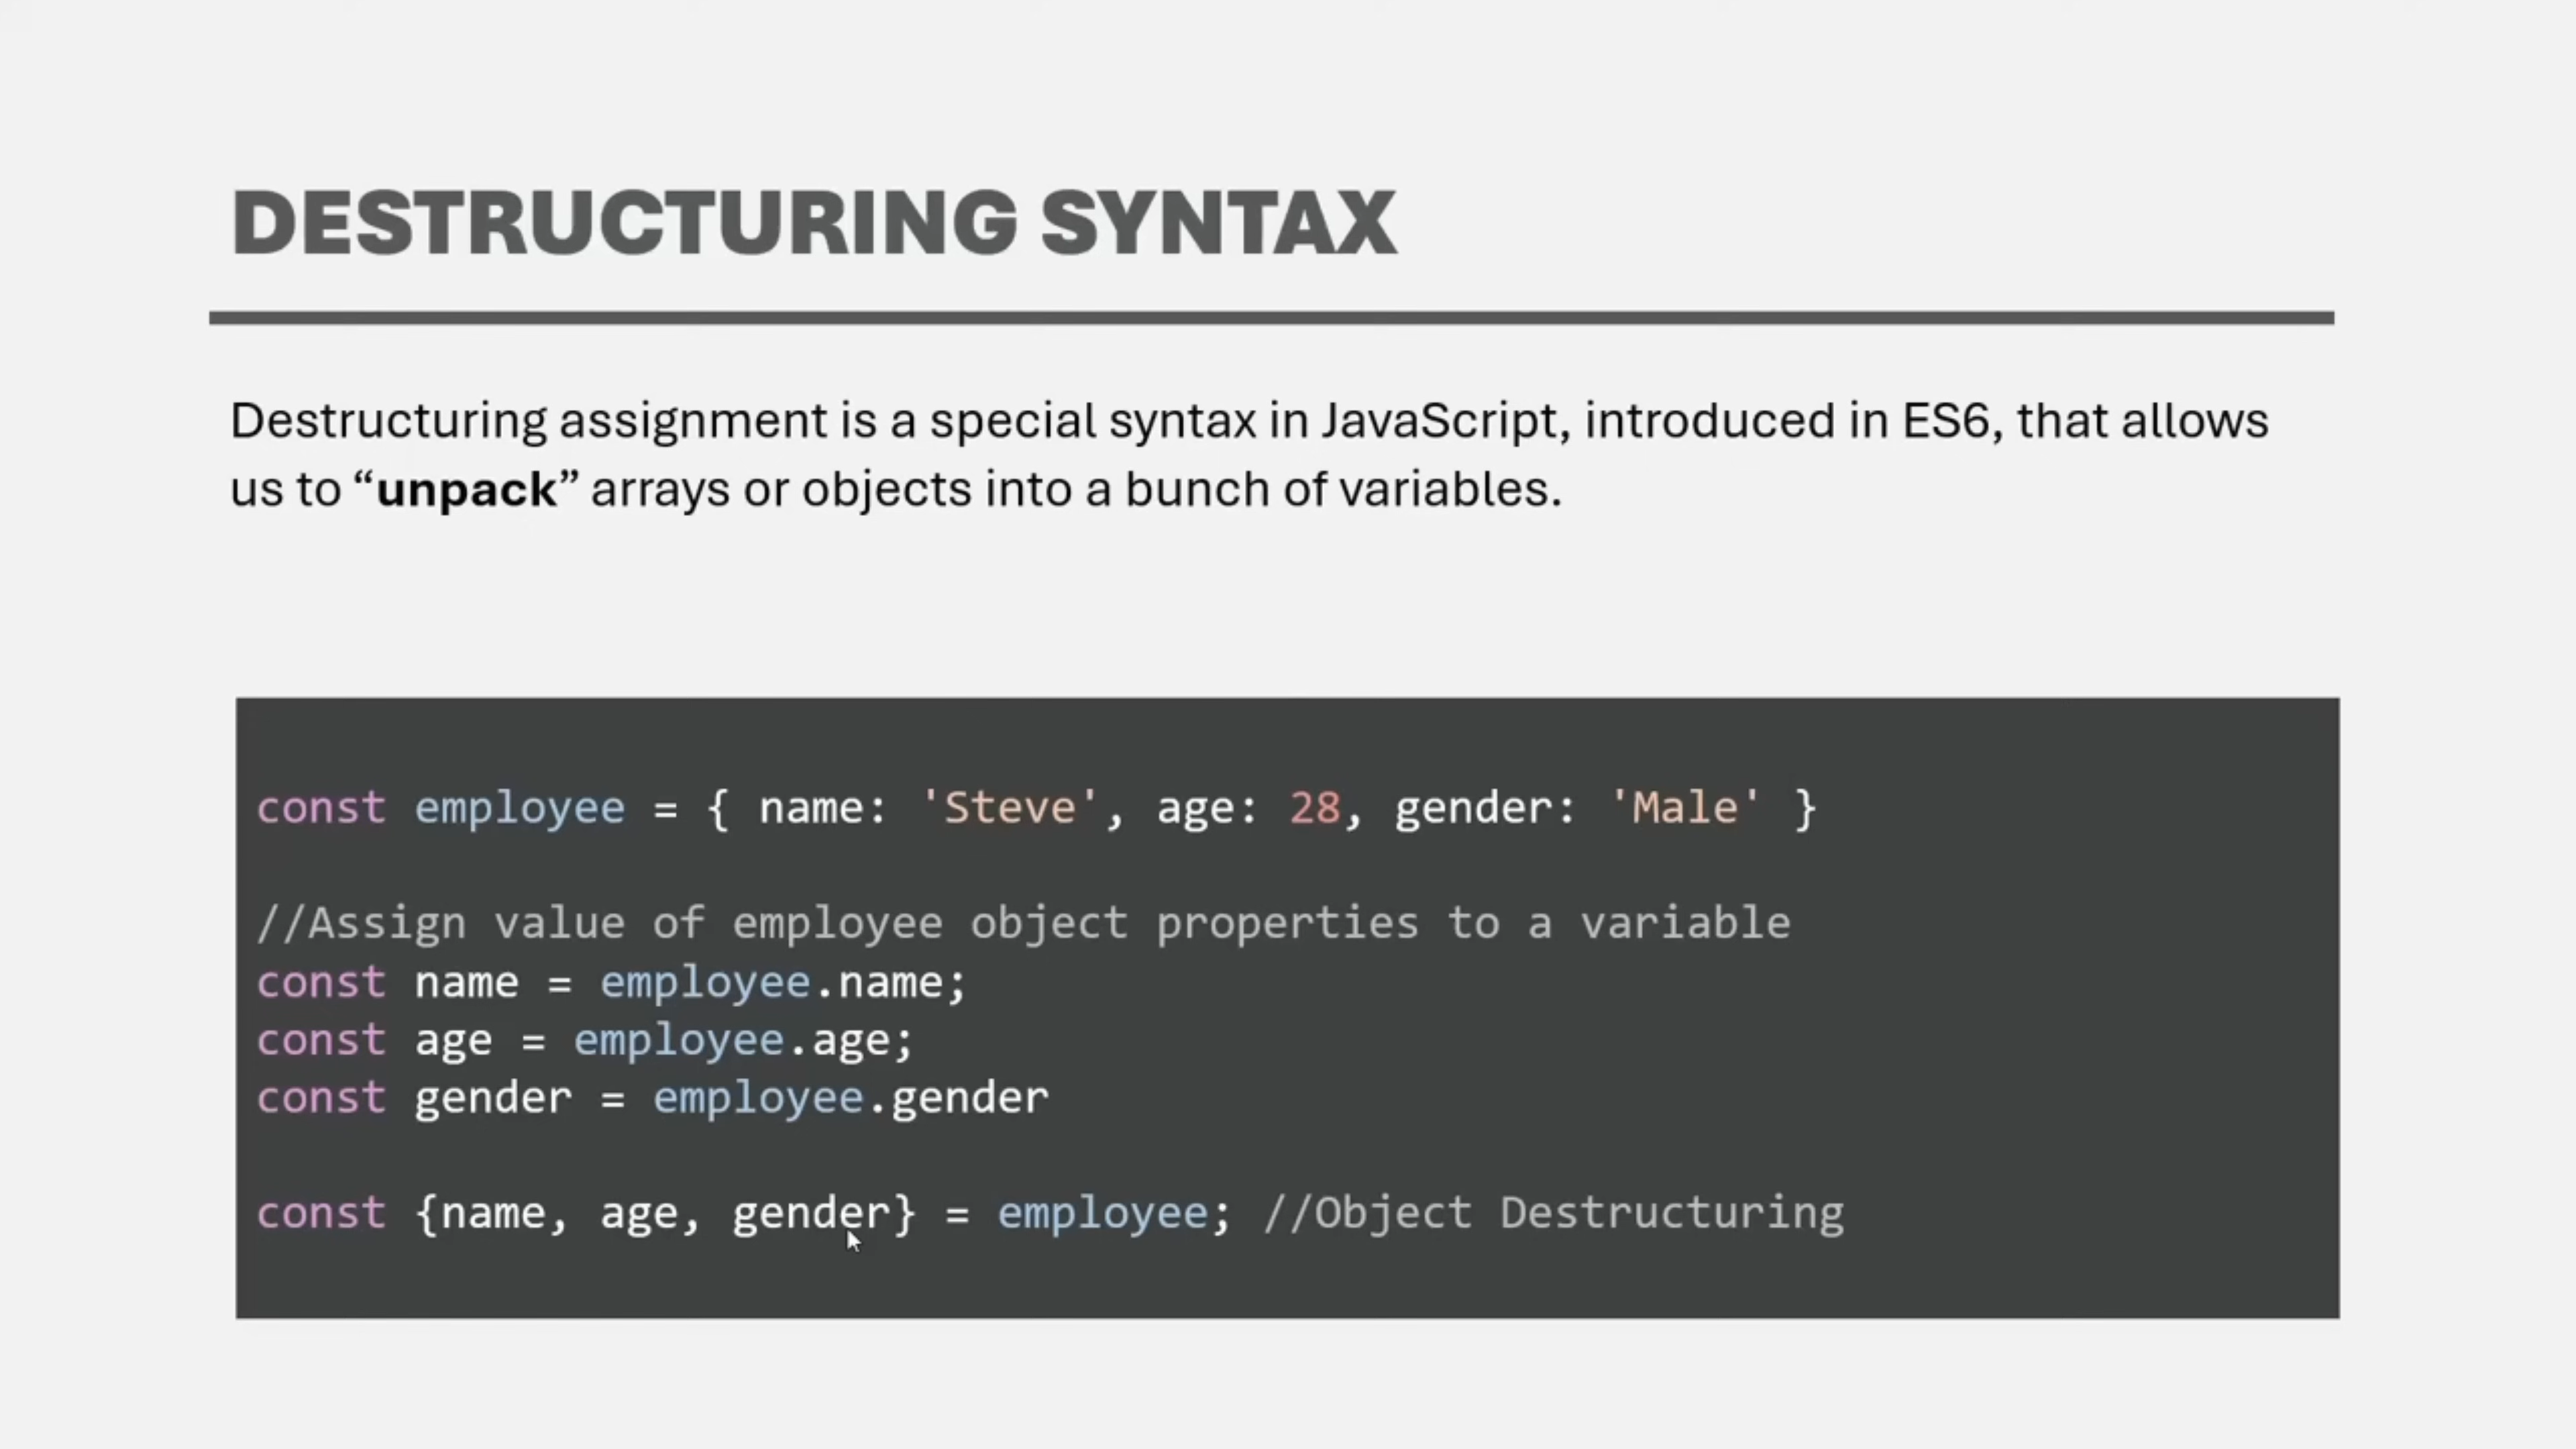 DESTRUCTURING SYNTAX
Destructuring assignment is a special syntax in JavaScript, introduced in ES6, that allows
us to “unpack” arrays or objects into a bunch of variables.
const employee = { name: 'Steve', age: 28, gender: 'Male' }
//Assign value of employee object properties to a variable
const name = employee.name;
const age = employee.age;
const gender = employee.gender
const {name, age, gender} = employee; //Object Destructuring